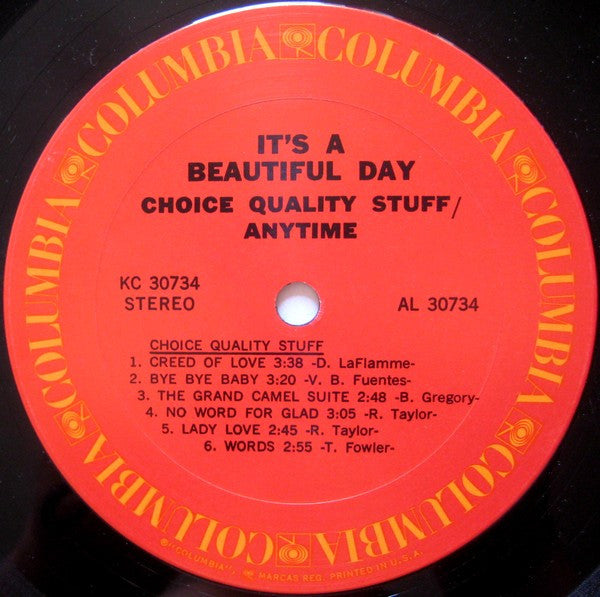 COLUMBIA COLUMBIA COLUMBIA COLUMBIA COLUMBIA COLUMBIA
IT'S A
BEAUTIFUL DAY
CHOICE QUALITY STUFF/
ANYTIME
KC 30734
STEREO
AL 30734
CHOICE QUALITY STUFF
1. CREED OF LOVE 3:38 -D. LaFlamme-
2. BYE BYE BABY 3:20 -V. B. Fuentes-
3. THE GRAND CAMEL SUITE 2:48 -B. Gregory-
4. NO WORD FOR GLAD 3:05 -R. Taylor-
5. LADY LOVE 2:45 -R. Taylor-
6. WORDS 2:55 -T. Fowler-
® "COLUMBIA", MARCAS REG. PRINTED IN U.S.A.